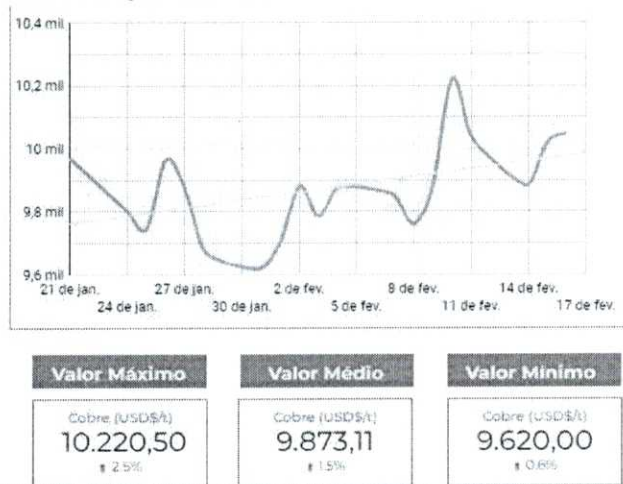 10,4 mil
10,2 mil
10 mil
9,8 mil
9,6 mil
21 de jan.
24 de jan.
27 de jan.
30 de jan.
2 de fev.
5 de fev.
8 de fev.
11 de fev.
14 de fev.
17 de fev.
Valor Máximo
Cobre (USD$/t)
10.220,50
2.5%
Valor Médio
Cobre (USD$/t)
9.873,11
1.5%
Valor Mínimo
Cobre (USD$/t)
9.620,00
0.6%